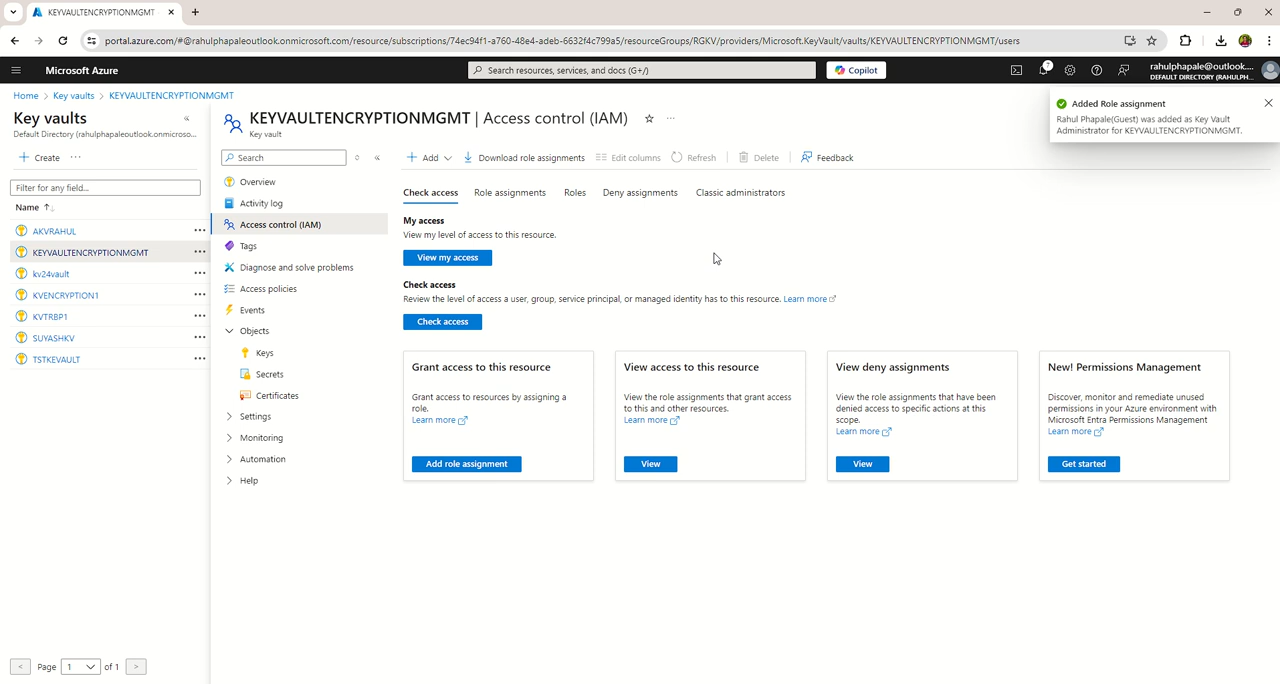 KEYVAULTENCRYPTIONMGMT
portal.azure.com/#@rahulphapaleoutlook.onmicrosoft.com/resource/subscriptions/74ec94f1-a760-48e4-adeb-6632f4c799a5/resourceGroups/RGKV/providers/Microsoft.KeyVault/vaults/KEYVAULTENCRYPTIONMGMT/users
Microsoft Azure
Search resources, services, and docs (G+/)
Copilot
7
rahulphapale@outlook....
DEFAULT DIRECTORY (RAHULPH...
Home > Key vaults > KEYVAULTENCRYPTIONMGMT
Added Role assignment
Rahul Phapale(Guest) was added as Key Vault
Administrator for KEYVAULTENCRYPTIONMGMT.
Key vaults
Default Directory (rahulphapaleoutlook.onmicroso...
Create
Filter for any field...
Name
AKVRAHUL
KEYVAULTENCRYPTIONMGMT
kv24vault
KVENCRYPTION1
KVTRBP1
SUYASHKV
TSTKEVAULT
Page 1 of 1
KEYVAULTENCRYPTIONMGMT | Access control (IAM)
Key vault
Search
Overview
Activity log
Access control (IAM)
Tags
Diagnose and solve problems
Access policies
Events
Objects
Keys
Secrets
Certificates
Settings
Monitoring
Automation
Help
Add
Download role assignments
Edit columns
Refresh
Delete
Feedback
Check access
Role assignments
Roles
Deny assignments
Classic administrators
My access
View my level of access to this resource.
View my access
Check access
Review the level of access a user, group, service principal, or managed identity has to this resource. Learn more
Check access
Grant access to this resource
Grant access to resources by assigning a
role.
Learn more
Add role assignment
View access to this resource
View the role assignments that grant access
to this and other resources.
Learn more
View
View deny assignments
View the role assignments that have been
denied access to specific actions at this
scope.
Learn more
View
New! Permissions Management
Discover, monitor and remediate unused
permissions in your Azure environment with
Microsoft Entra Permissions Management
Learn more
Get started